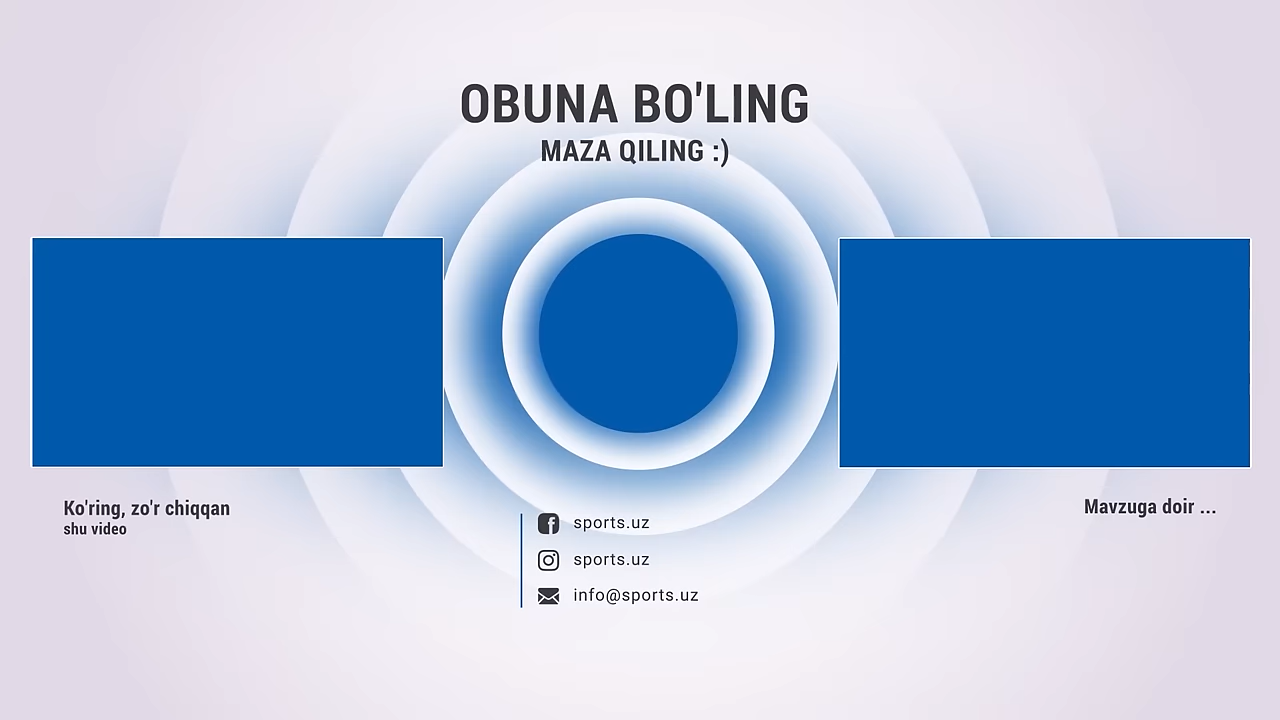 OBUNA BO'LING
MAZA QILING :)
Ko'ring, zo'r chiqqan
shu video
Mavzuga doir ...
sports.uz
sports.uz
info@sports.uz